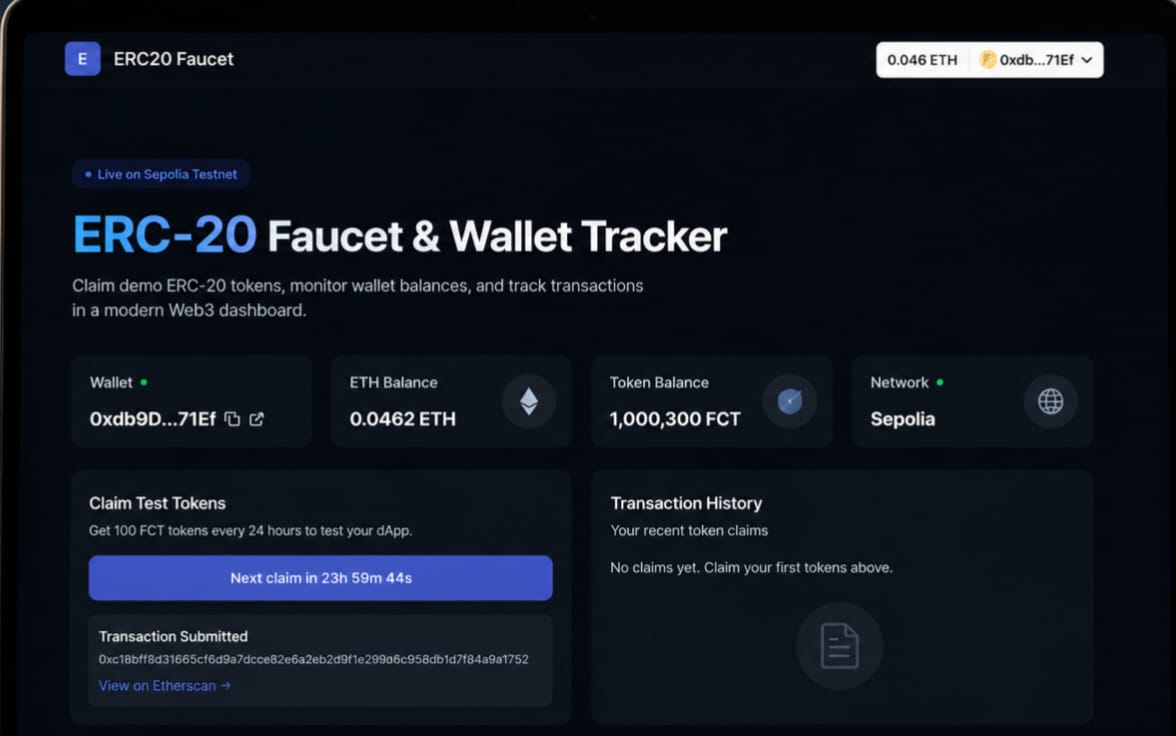 E
ERC20 Faucet
0.046 ETH
0xdb...71Ef
Live on Sepolia Testnet
ERC-20 Faucet & Wallet Tracker
Claim demo ERC-20 tokens, monitor wallet balances, and track transactions
in a modern Web3 dashboard.
Wallet
0xdb9D...71Ef
ETH Balance
0.0462 ETH
Token Balance
1,000,300 FCT
Network
Sepolia
Claim Test Tokens
Get 100 FCT tokens every 24 hours to test your dApp.
Next claim in 23h 59m 44s
Transaction Submitted
0xc18bff8d31665cf6d9a7dcce82e6a2eb2d9f1e299a6c958db1d7f84a9a1752
View on Etherscan →
Transaction History
Your recent token claims
No claims yet. Claim your first tokens above.